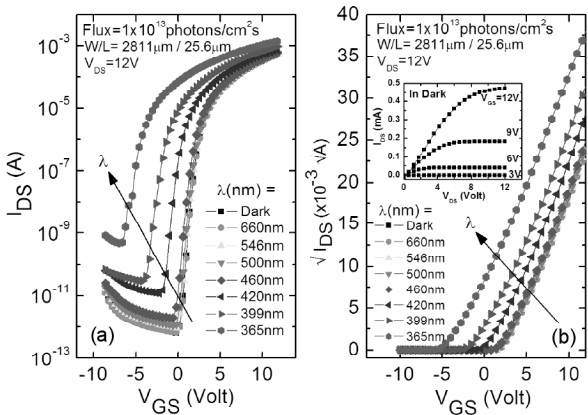 Flux=1x10^13 photons/cm²s
W/L= 2811μm / 25.6μm
V_DS=12V
10^-3
10^-5
10^-7
10^-9
10^-11
10^-13
I_DS (A)
λ
λ(nm) =
Dark
660nm
546nm
500nm
460nm
420nm
399nm
365nm
(a)
-10 -5 0 5 10
V_GS (Volt)
Flux=1x10^13 photons/cm²s
W/L= 2811μm / 25.6μm
V_DS=12V
40
35
30
25
20
15
10
5
0
√I_DS (x10^-3 √A)
In Dark
V_GS=12V
9V
6V
3V
0.5
0.4
0.3
0.2
0.1
0.0
I_DS (mA)
0 3 6 9 12
V_DS (Volt)
λ(nm) =
Dark
660nm
546nm
500nm
460nm
420nm
399nm
365nm
λ
(b)
-10 -5 0 5 10
V_GS (Volt)